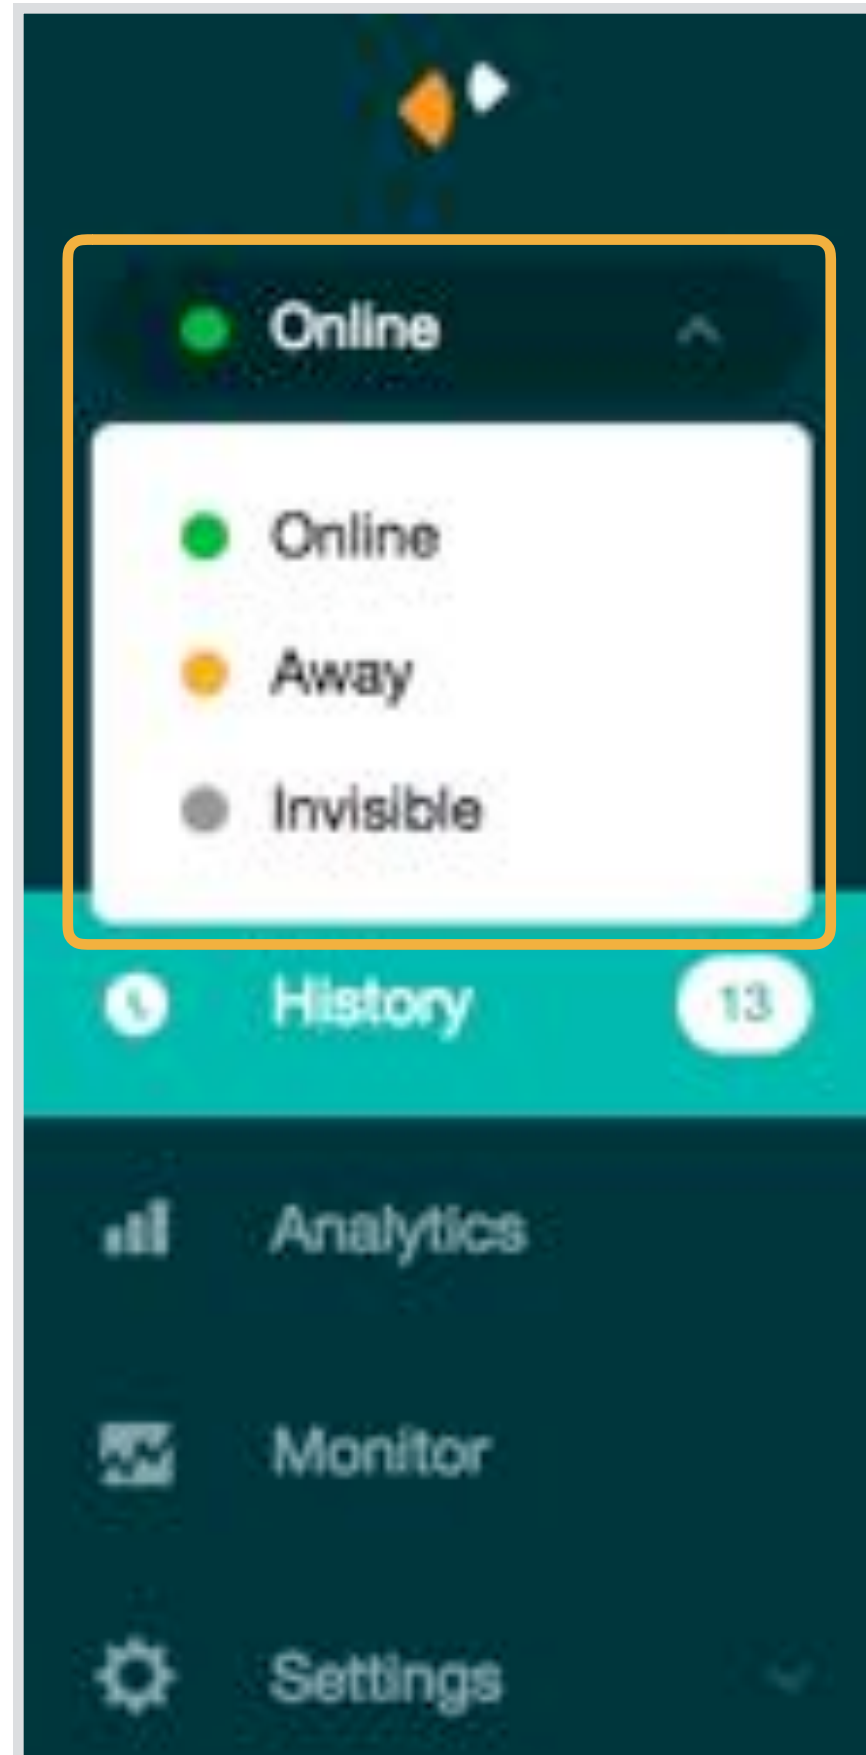 Online
Online
Away
Invisible
History 13
Analytics
Monitor
Settings